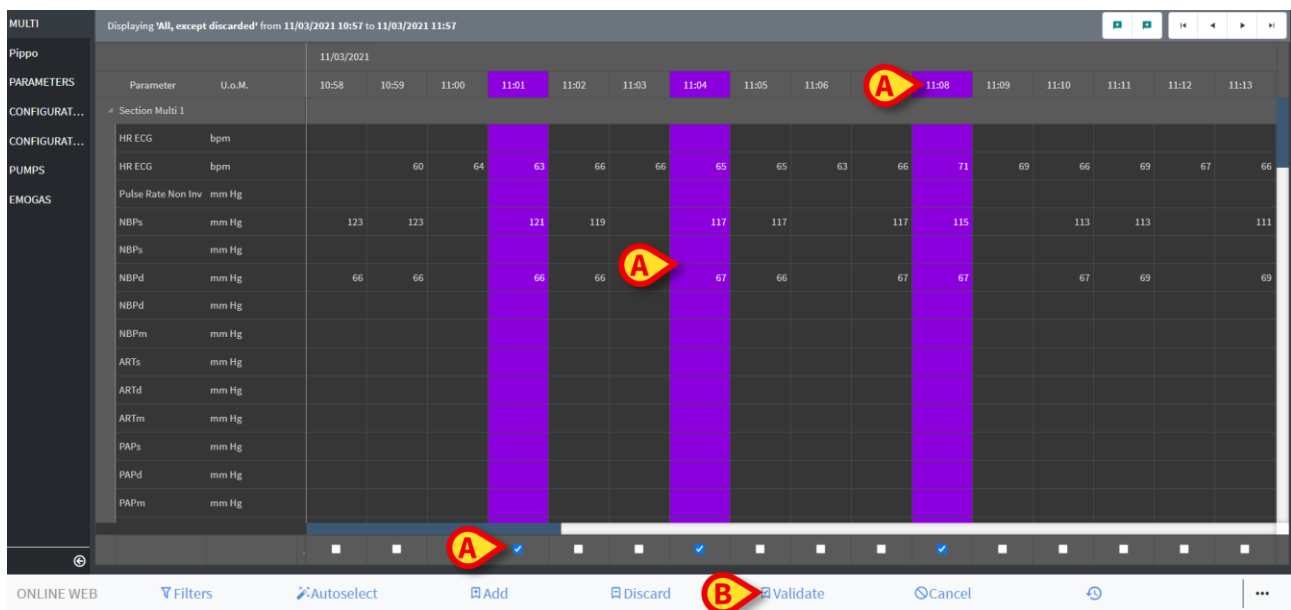 MULTI
Displaying 'All, except discarded' from 11/03/2021 10:57 to 11/03/2021 11:57
Pippo
PARAMETERS
CONFIGURAT...
CONFIGURAT...
PUMPS
EMOGAS
11/03/2021
Parameter U.o.M. 10:58 10:59 11:00 11:01 11:02 11:03 11:04 11:05 11:06 A 11:08 11:09 11:10 11:11 11:12 11:13
Section Multi 1
HR ECG bpm
HR ECG bpm 60 64 63 66 66 65 65 63 66 71 69 66 69 67 66
Pulse Rate Non Inv mm Hg
NBPs mm Hg 123 123 121 119 117 117 117 115 113 113 111
NBPs mm Hg
A
NBPd mm Hg 66 66 66 66 67 66 67 67 67 69 69
NBPd mm Hg
NBPm mm Hg
ARTs mm Hg
ARTd mm Hg
ARTm mm Hg
PAPs mm Hg
PAPd mm Hg
PAPm mm Hg
A
ONLINE WEB Filters Autoselect Add Discard B Validate Cancel ...